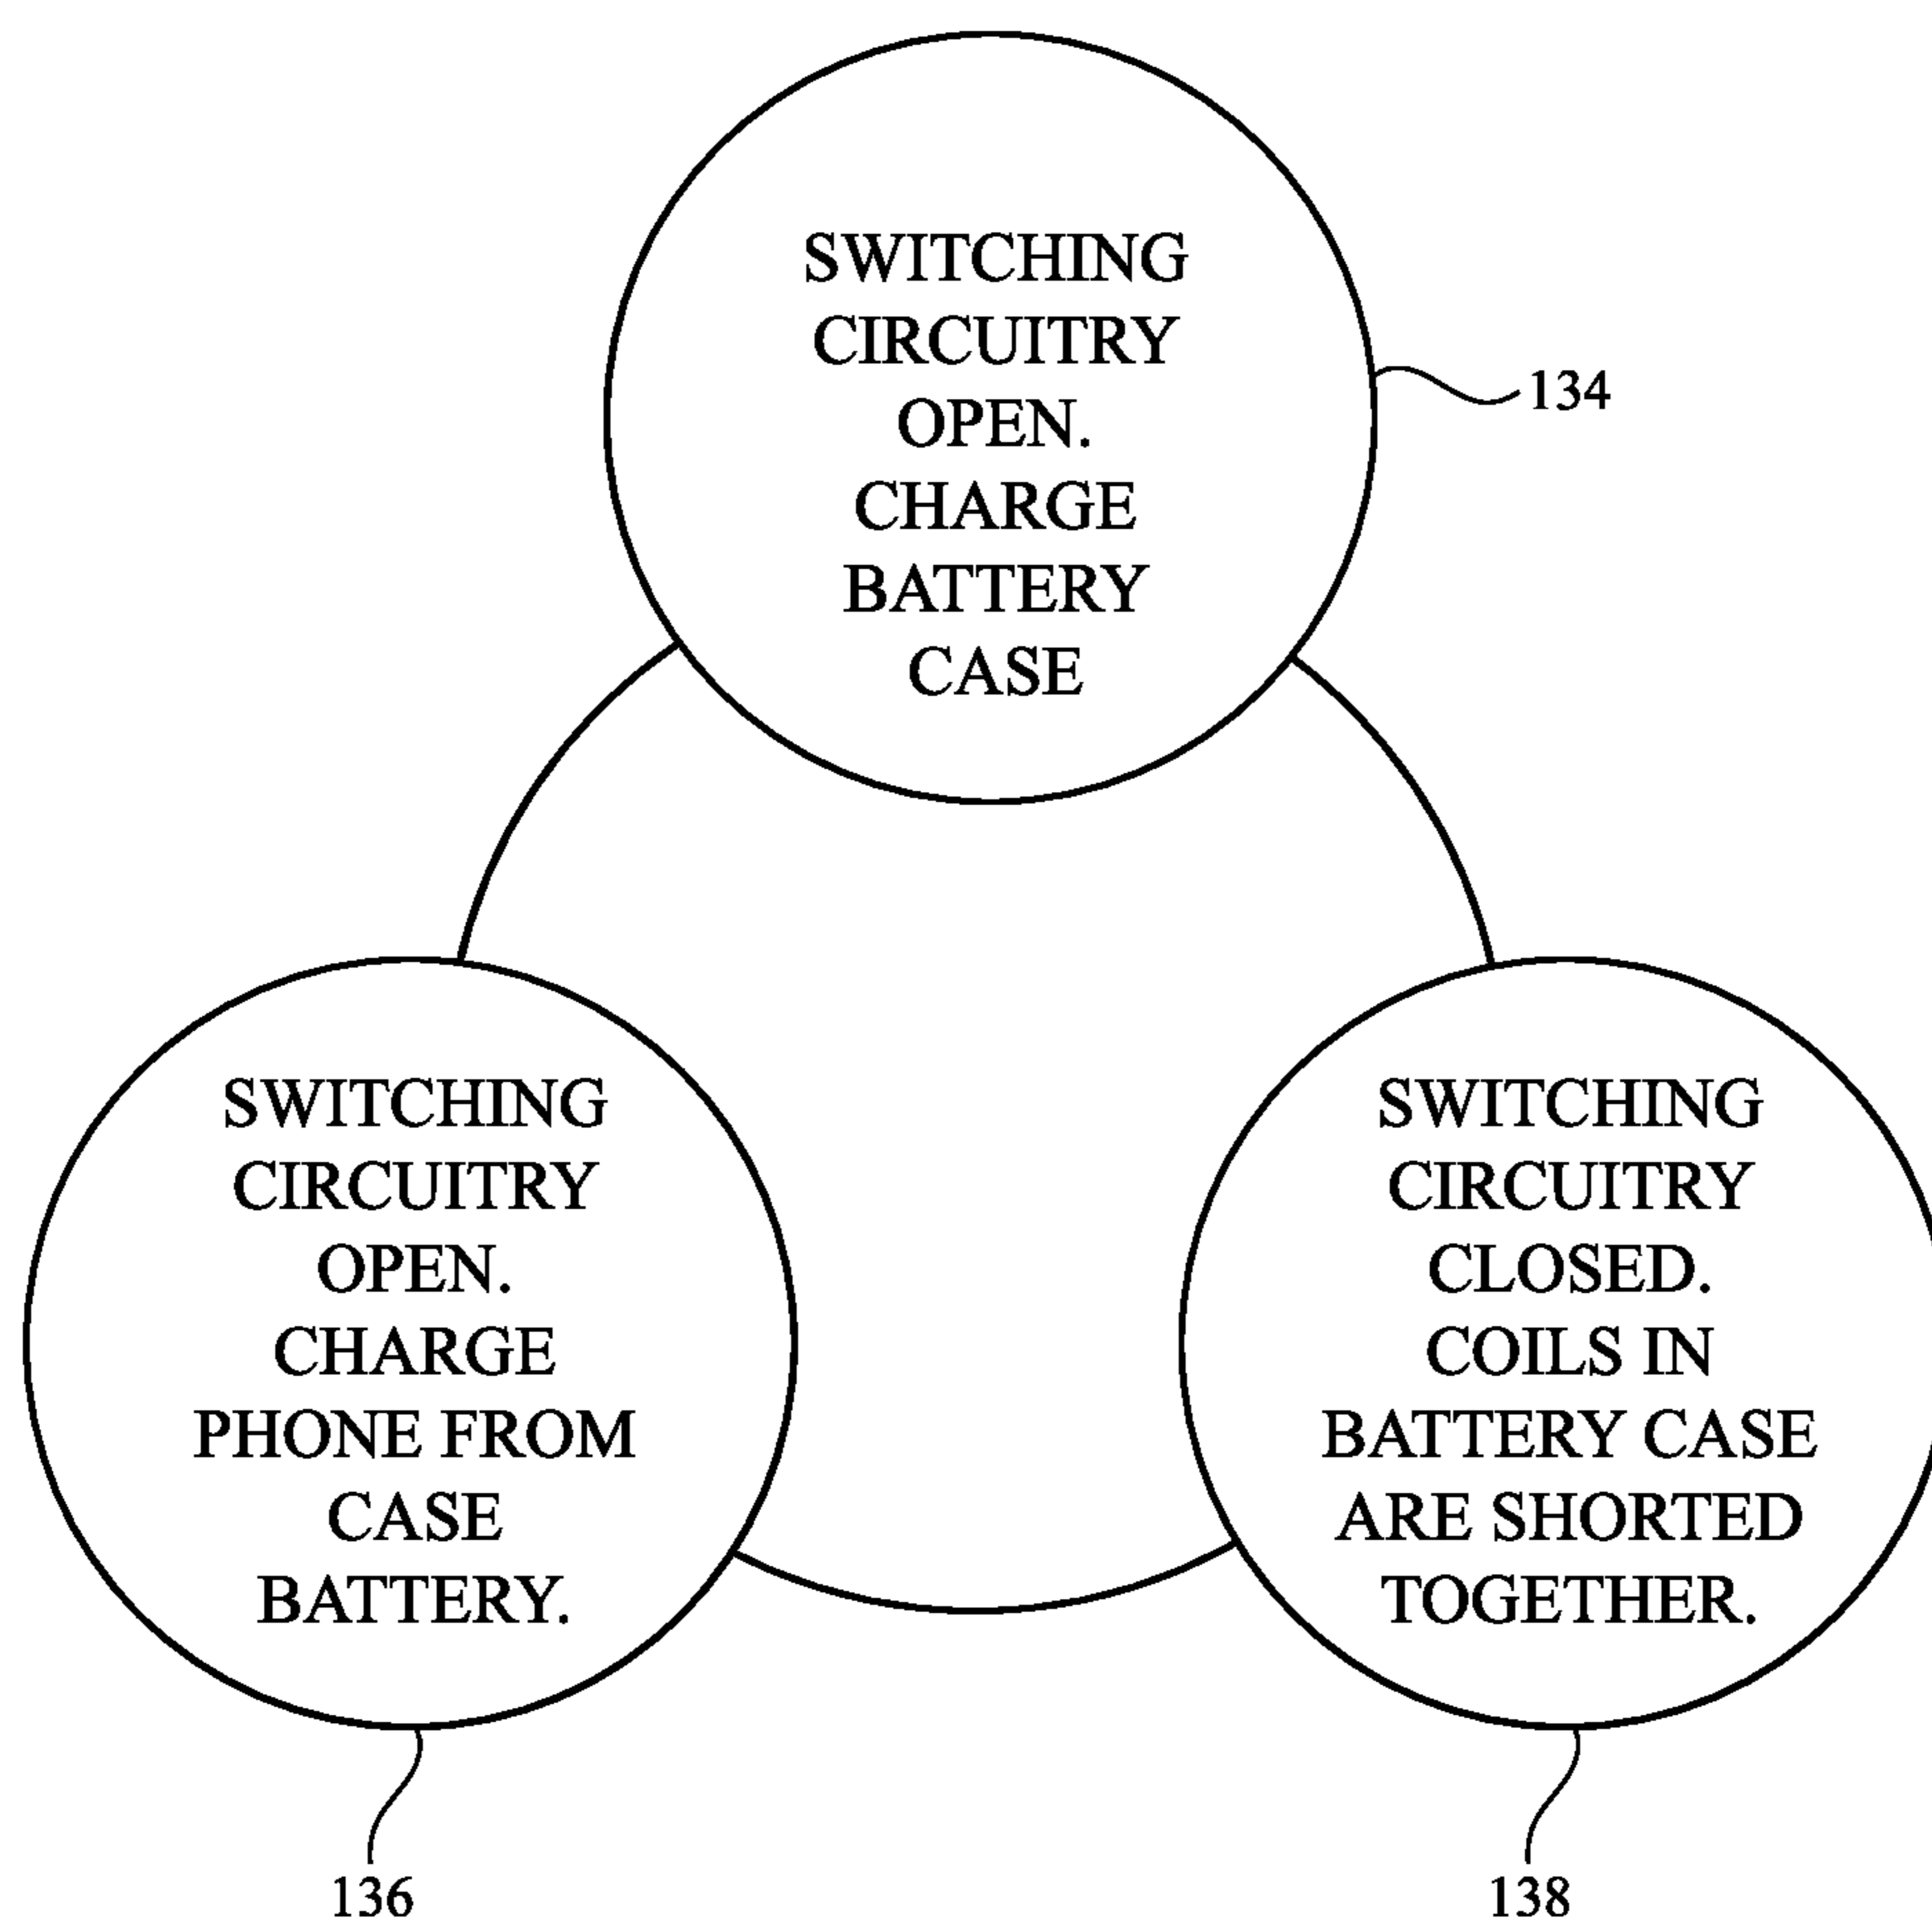 SWITCHING
CIRCUITRY
OPEN.
CHARGE
BATTERY
CASE
134
SWITCHING
CIRCUITRY
OPEN.
CHARGE
PHONE FROM
CASE
BATTERY.
136
SWITCHING
CIRCUITRY
CLOSED.
COILS IN
BATTERY CASE
ARE SHORTED
TOGETHER.
138